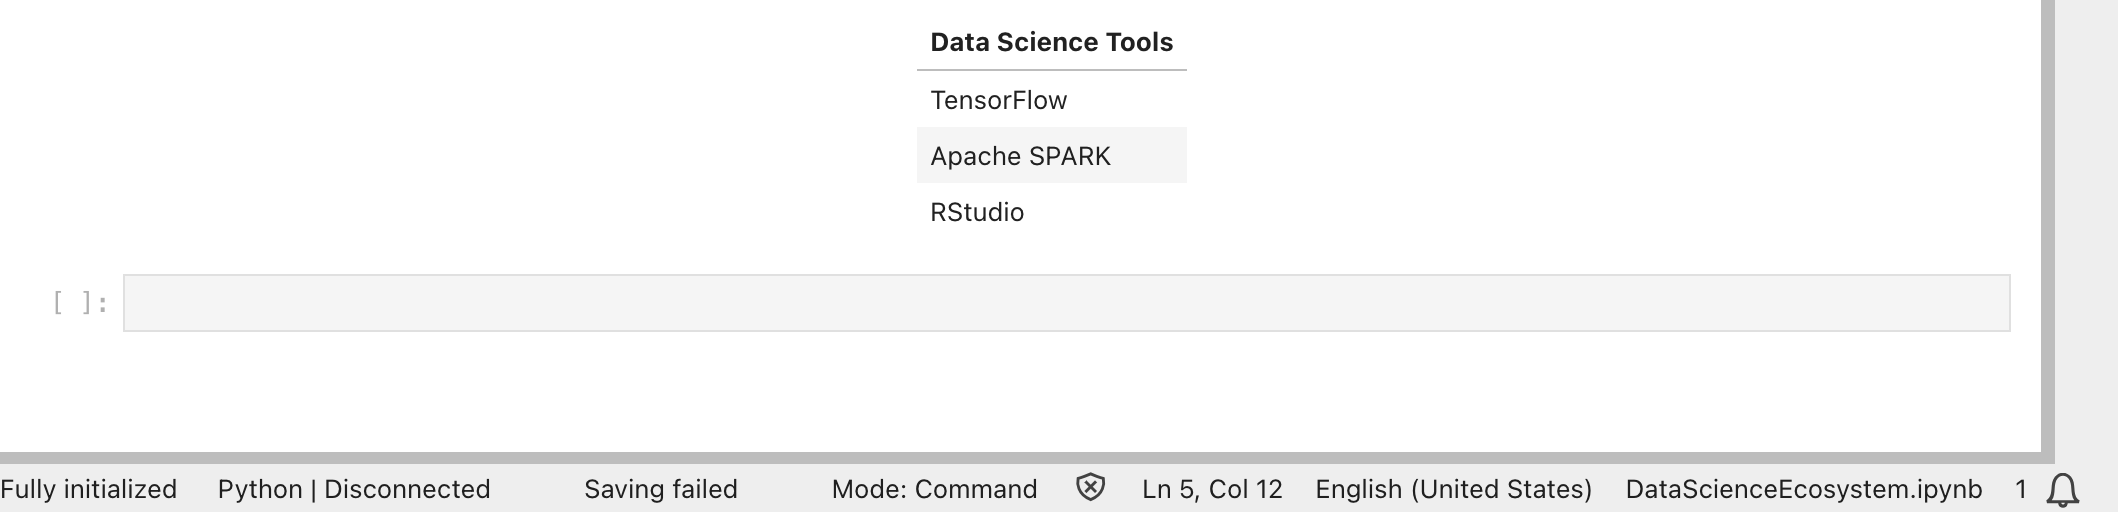 Data Science Tools
TensorFlow
Apache SPARK
RStudio
[ ]:
Fully initialized Python | Disconnected Saving failed Mode: Command Ln 5, Col 12 English (United States) DataScienceEcosystem.ipynb 1